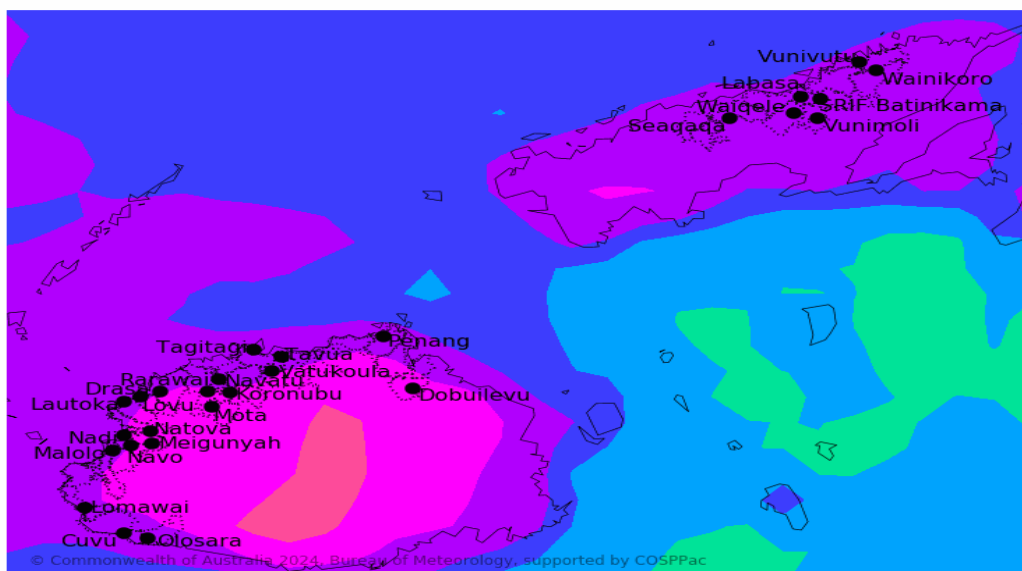 Vunivutu
Wainikoro
Labasa
SRIF Batinikama
Waiqele
Seaqaqa
Vunimoli
Penang
Tagitagi
Tavua
Vatukoula
Rarawai
Navatu
Drasa
Koronubu
Dobuilevu
Lautoka
Lovu
Mota
Natova
Nadi
Meigunyah
Malolo
Navo
Lomawai
Cuvu
Olosara
© Commonwealth of Australia 2024, Bureau of Meteorology, supported by COSPPac